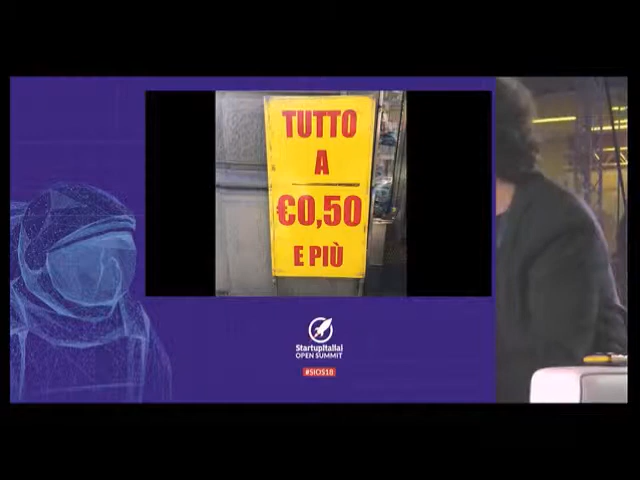 TUTTO
A
€0,50
E PIÙ
StartupItalia!
OPEN SUMMIT
#SIOS18